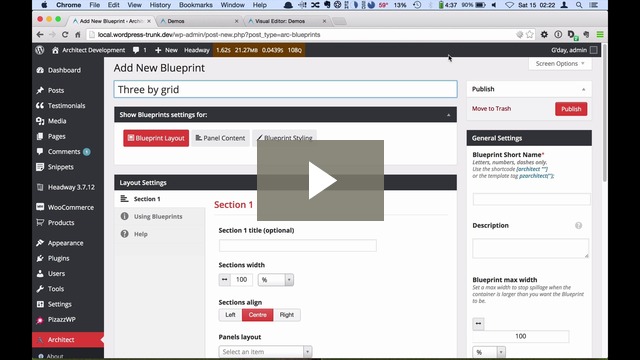 Chrome File Edit View History Bookmarks People Window Help
59° 13% 4:37 90% Sat 15 02:22
Add New Blueprint ‹ Architect Demos Visual Editor: Demos
local.wordpress-trunk.dev/wp-admin/post-new.php?post_type=arc-blueprints
Architect Development 1.62s 21.27MB 0.0439s 108Q New Headway G'day, admin
Screen Options
Add New Blueprint
Three by grid
Show Blueprints settings for:
Blueprint Layout Panel Content Blueprint Styling
Layout Settings
Section 1
Using Blueprints
Help
Section 1
Section 1 title (optional)
Sections width
100 %
Sections align
Left Centre Right
Panels layout
Select an item
Dashboard
Posts
Testimonials
Media
Pages
Comments 1
Snippets
Headway 3.7.12
WooCommerce
Products
Appearance
Plugins
Users
Tools
Settings
PizazzWP
Architect
About
Publish
Move to Trash Publish
General Settings
Blueprint Short Name*
Letters, numbers, dashes only.
Use the shortcode [architect ""]
or the template tag pzarchitect('');
Description
Blueprint max width
Set a max width to stop spillage when the
container is larger than you want the Blueprint
to be.
100
%